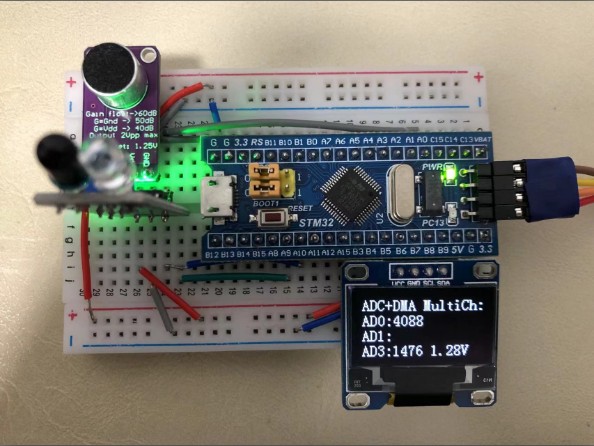 Gain float->60dB
G=Gnd -> 50dB
G=Vdd -> 40dB
Output 2Vpp max
: 1.25V
GND
G G 3.3 RS B11 B10 B1 B0 A7 A6 A5 A4 A3 A2 A1 A0 C15 C14 C13 VBAT
PWR
BOOT1
RESET
STM32
U2
PC13
B12 B13 B14 B15 A8 A9 A10 A11 A12 A15 B3 B4 B5 B6 B7 B8 B9 5V G 3.3
VCC GND SCL SDA
ADC+DMA MultiCh:
AD0:4088
AD1:
AD3:1476 1.28V